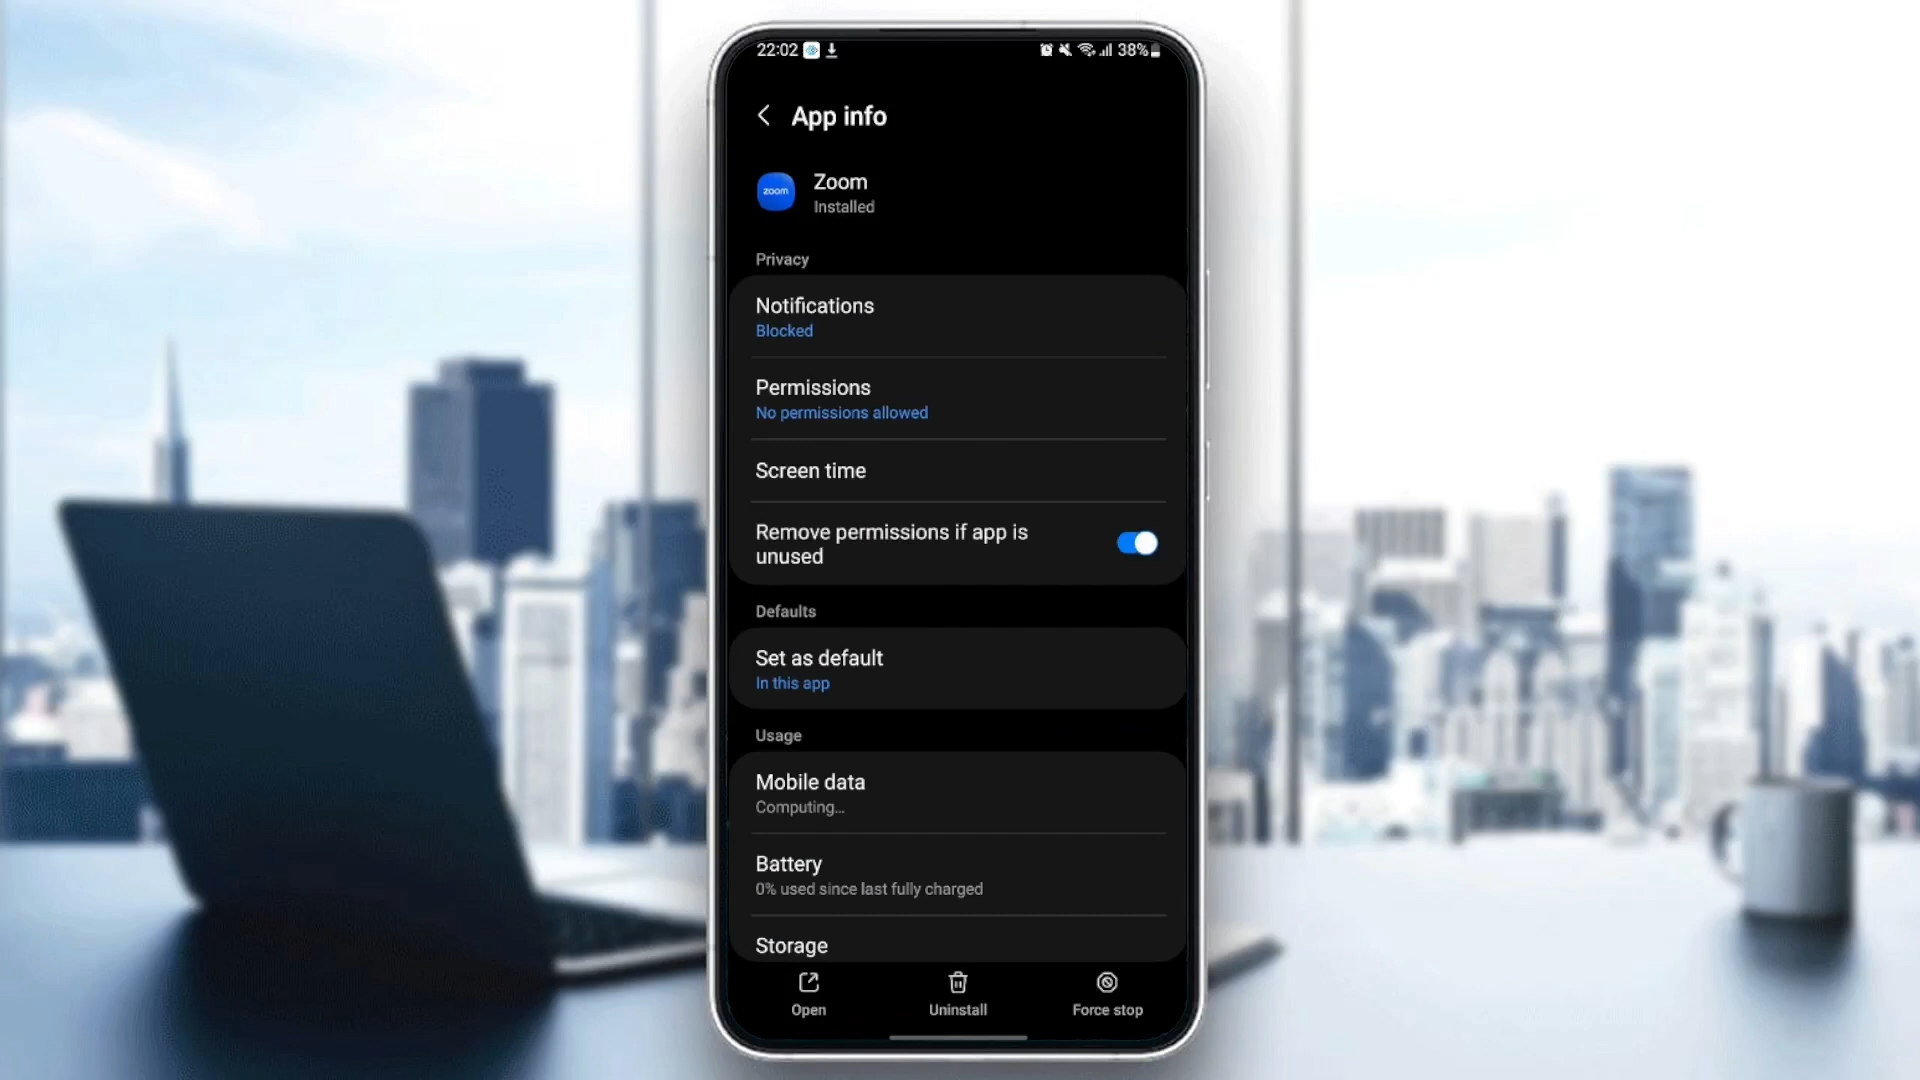 22:02
38%
App info
zoom
Zoom
Installed
Privacy
Notifications
Blocked
Permissions
No permissions allowed
Screen time
Remove permissions if app is
unused
Defaults
Set as default
In this app
Usage
Mobile data
Computing...
Battery
0% used since last fully charged
Storage
Open
Uninstall
Force stop